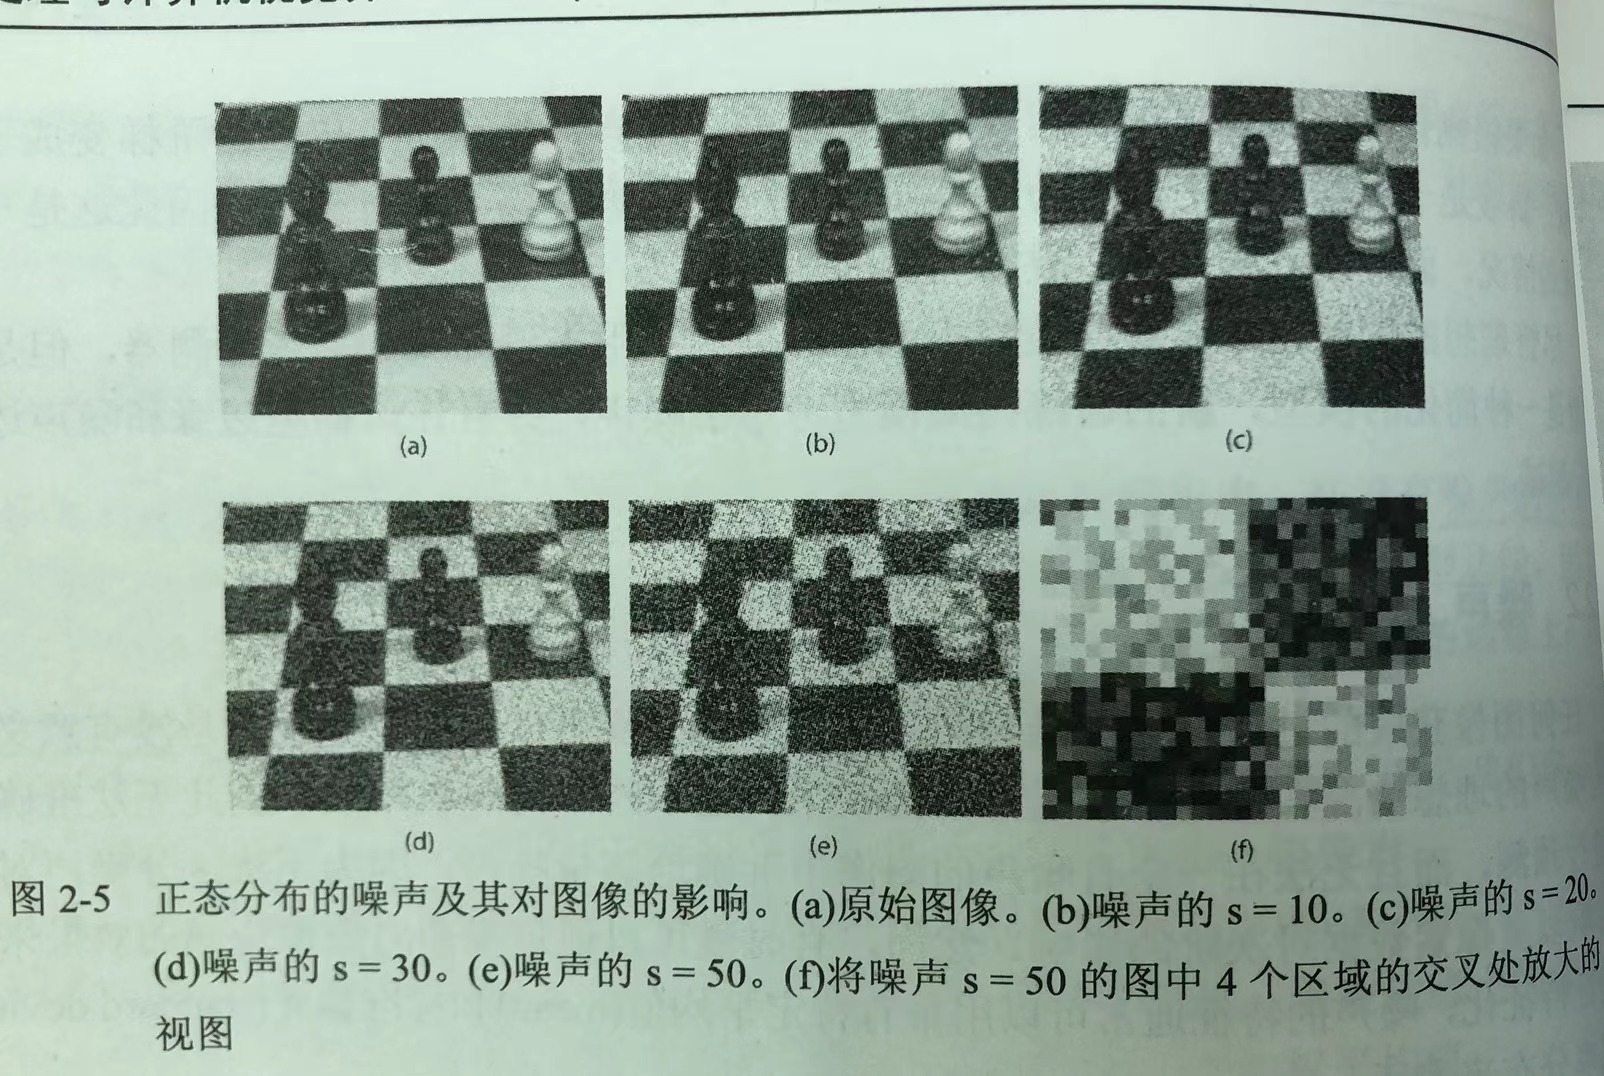 (a)
(b)
(c)
(d)
(e)
(f)
图 2-5 正态分布的噪声及其对图像的影响。(a)原始图像。(b)噪声的 s = 10。(c)噪声的 s = 20。
(d)噪声的 s = 30。(e)噪声的 s = 50。(f)将噪声 s = 50 的图中 4 个区域的交叉处放大的
视图